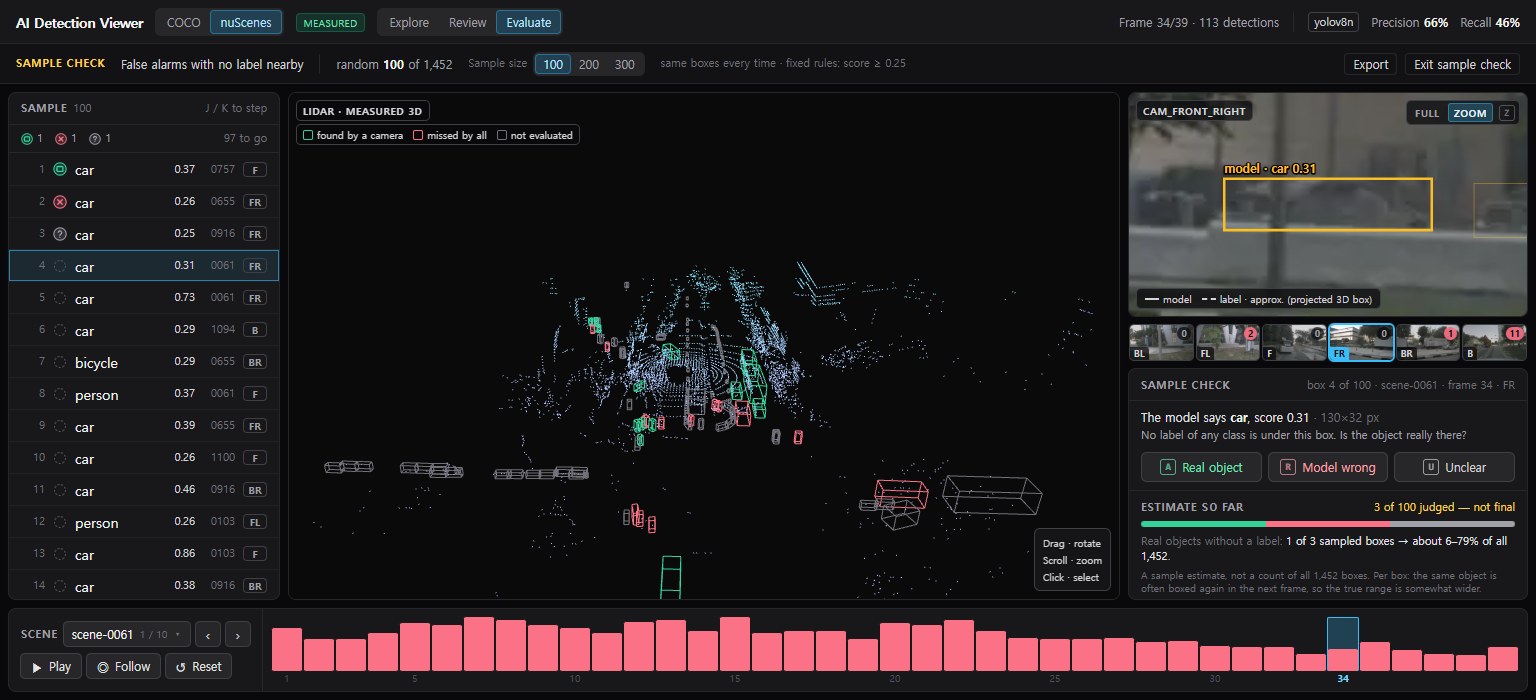 AI Detection Viewer COCO nuScenes MEASURED Explore Review Evaluate Frame 34/39 · 113 detections yolov8n Precision 66% Recall 46%
SAMPLE CHECK False alarms with no label nearby random 100 of 1,452 Sample size 100 200 300 same boxes every time · fixed rules: score ≥ 0.25 Export Exit sample check
SAMPLE 100 J / K to step
1 1 ? 1 97 to go
1 car 0.37 0757 F
2 car 0.26 0655 FR
3 ? car 0.25 0916 FR
4 car 0.31 0061 FR
5 car 0.73 0061 FR
6 car 0.29 1094 B
7 bicycle 0.29 0655 BR
8 person 0.37 0061 F
9 car 0.39 0655 FR
10 car 0.26 1100 F
11 car 0.46 0916 BR
12 person 0.26 0103 FL
13 car 0.86 0103 F
14 car 0.38 0916 BR
LIDAR · MEASURED 3D
found by a camera missed by all not evaluated
Drag · rotate
Scroll · zoom
Click · select
CAM_FRONT_RIGHT FULL ZOOM Z
model · car 0.31
model label · approx. (projected 3D box)
BL 0 FL 2 F 0 FR 0 BR 1 B 11
SAMPLE CHECK box 4 of 100 · scene-0061 · frame 34 · FR
The model says car, score 0.31 · 130×32 px
No label of any class is under this box. Is the object really there?
A Real object R Model wrong U Unclear
ESTIMATE SO FAR 3 of 100 judged — not final
Real objects without a label: 1 of 3 sampled boxes → about 6–79% of all
1,452.
A sample estimate, not a count of all 1,452 boxes. Per box: the same object is
often boxed again in the next frame, so the true range is somewhat wider.
SCENE scene-0061 1 / 10 ‹ ›
Play Follow Reset
1 5 10 15 20 25 30 34